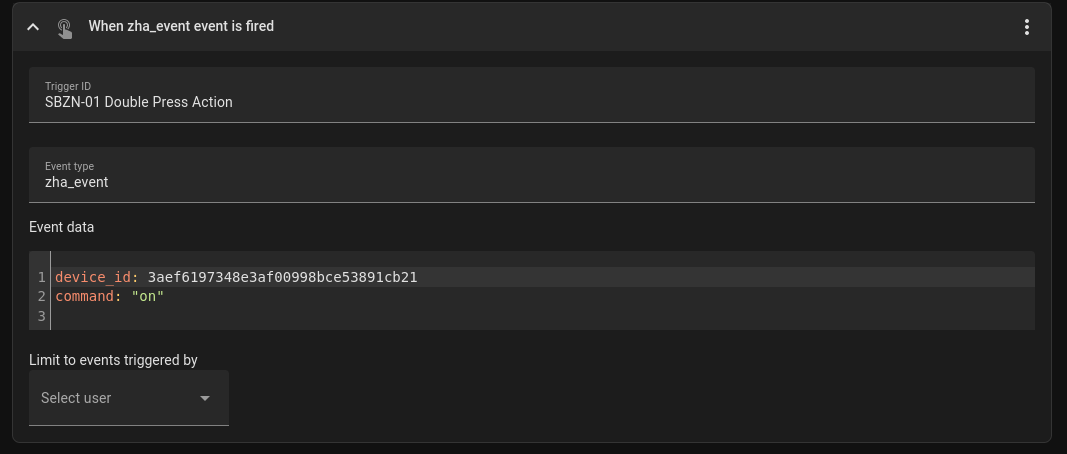 When zha_event event is fired
Trigger ID
SBZN-01 Double Press Action
Event type
zha_event
Event data
1 device_id: 3aef6197348e3af00998bce53891cb21
2 command: "on"
3
Limit to events triggered by
Select user